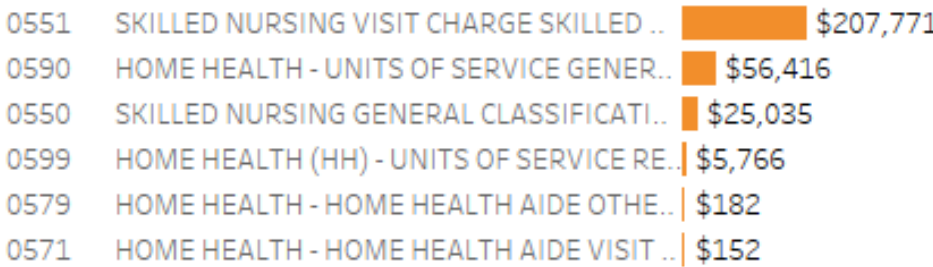 0551 SKILLED NURSING VISIT CHARGE SKILLED .. $207,771
0590 HOME HEALTH - UNITS OF SERVICE GENER.. $56,416
0550 SKILLED NURSING GENERAL CLASSIFICATI.. $25,035
0599 HOME HEALTH (HH) - UNITS OF SERVICE RE.. $5,766
0579 HOME HEALTH - HOME HEALTH AIDE OTHE.. $182
0571 HOME HEALTH - HOME HEALTH AIDE VISIT .. $152